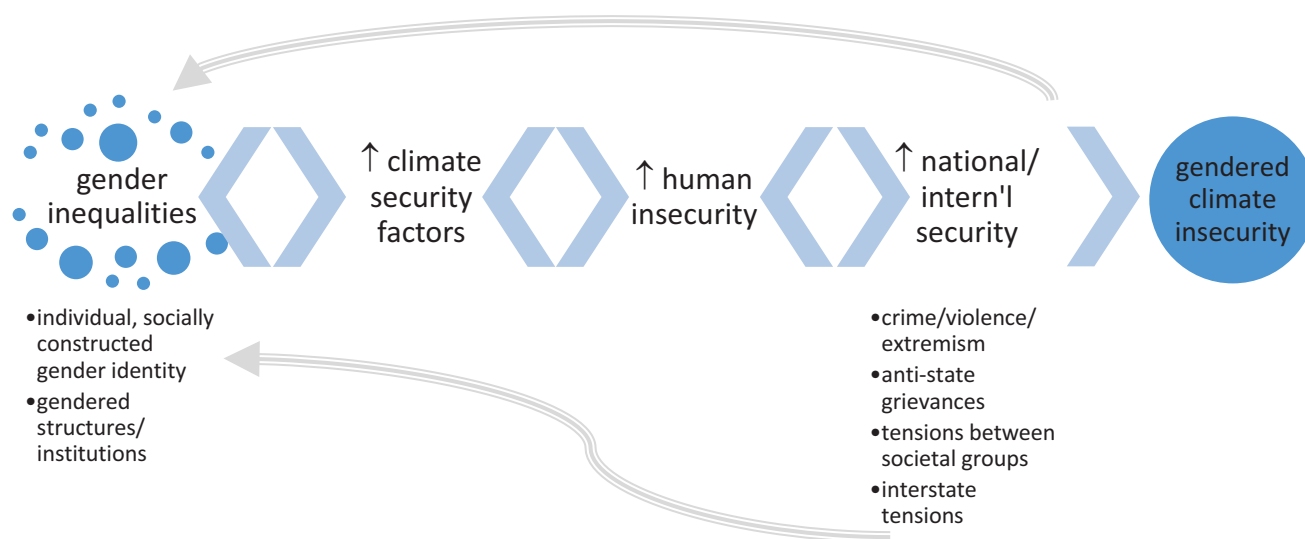 gender
inequalities
↑ climate
security
factors
↑ human
insecurity
↑ national/
intern'l
security
gendered
climate
insecurity
•individual, socially
constructed
gender identity
•gendered
structures/
institutions
•crime/violence/
extremism
•anti-state
grievances
•tensions between
societal groups
•interstate
tensions